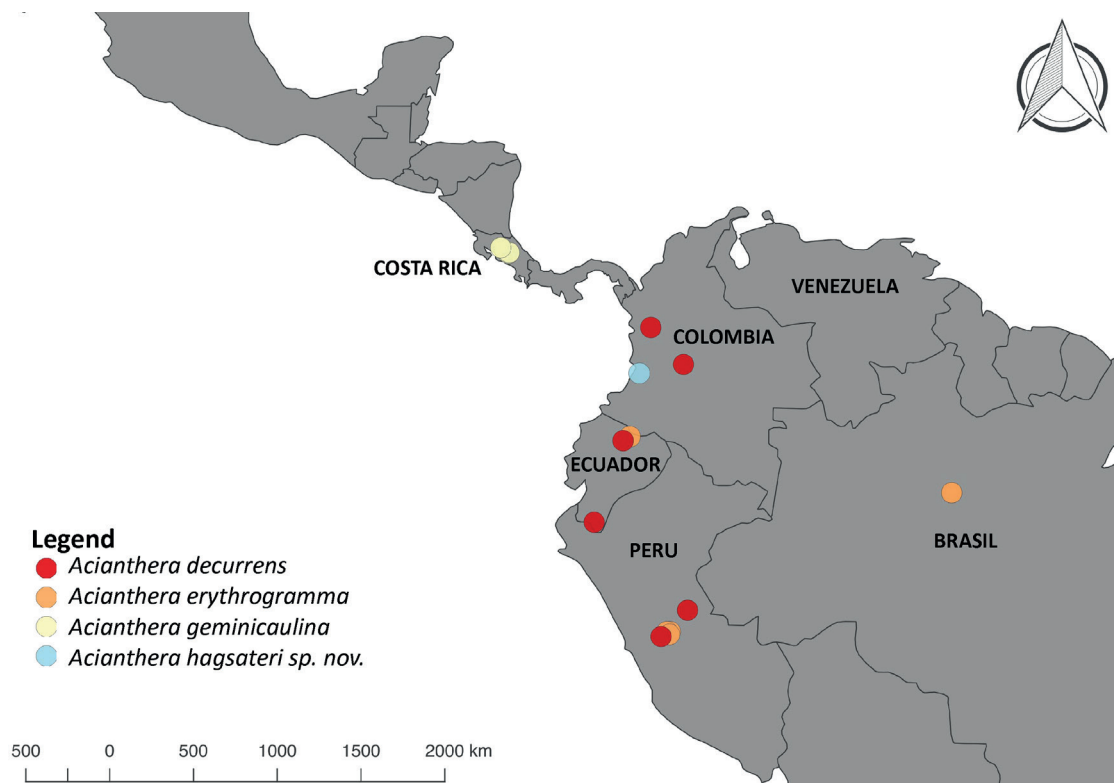 COSTA RICA
VENEZUELA
COLOMBIA
ECUADOR
PERU
BRASIL
Legend
Acianthera decurrens
Acianthera erythrogramma
Acianthera geminicaulina
Acianthera hagsateri sp. nov.
500 0 500 1000 1500 2000 km